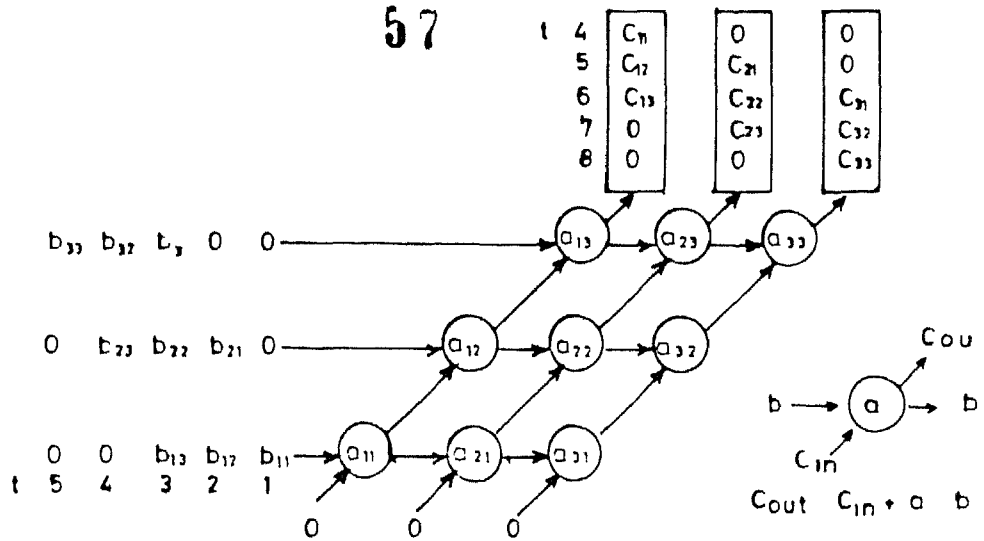 57
t 4 C11 0 0
5 C12 C21 0
6 C13 C22 C31
7 0 C23 C32
8 0 0 C33
b33 b32 b3 0 0 a13 a23 a33
0 b23 b22 b21 0 a12 a22 a32
Cou
b a b
0 0 b13 b12 b11 a11 a21 a31
Cin
t 5 4 3 2 1
Cout Cin + a b
0 0 0